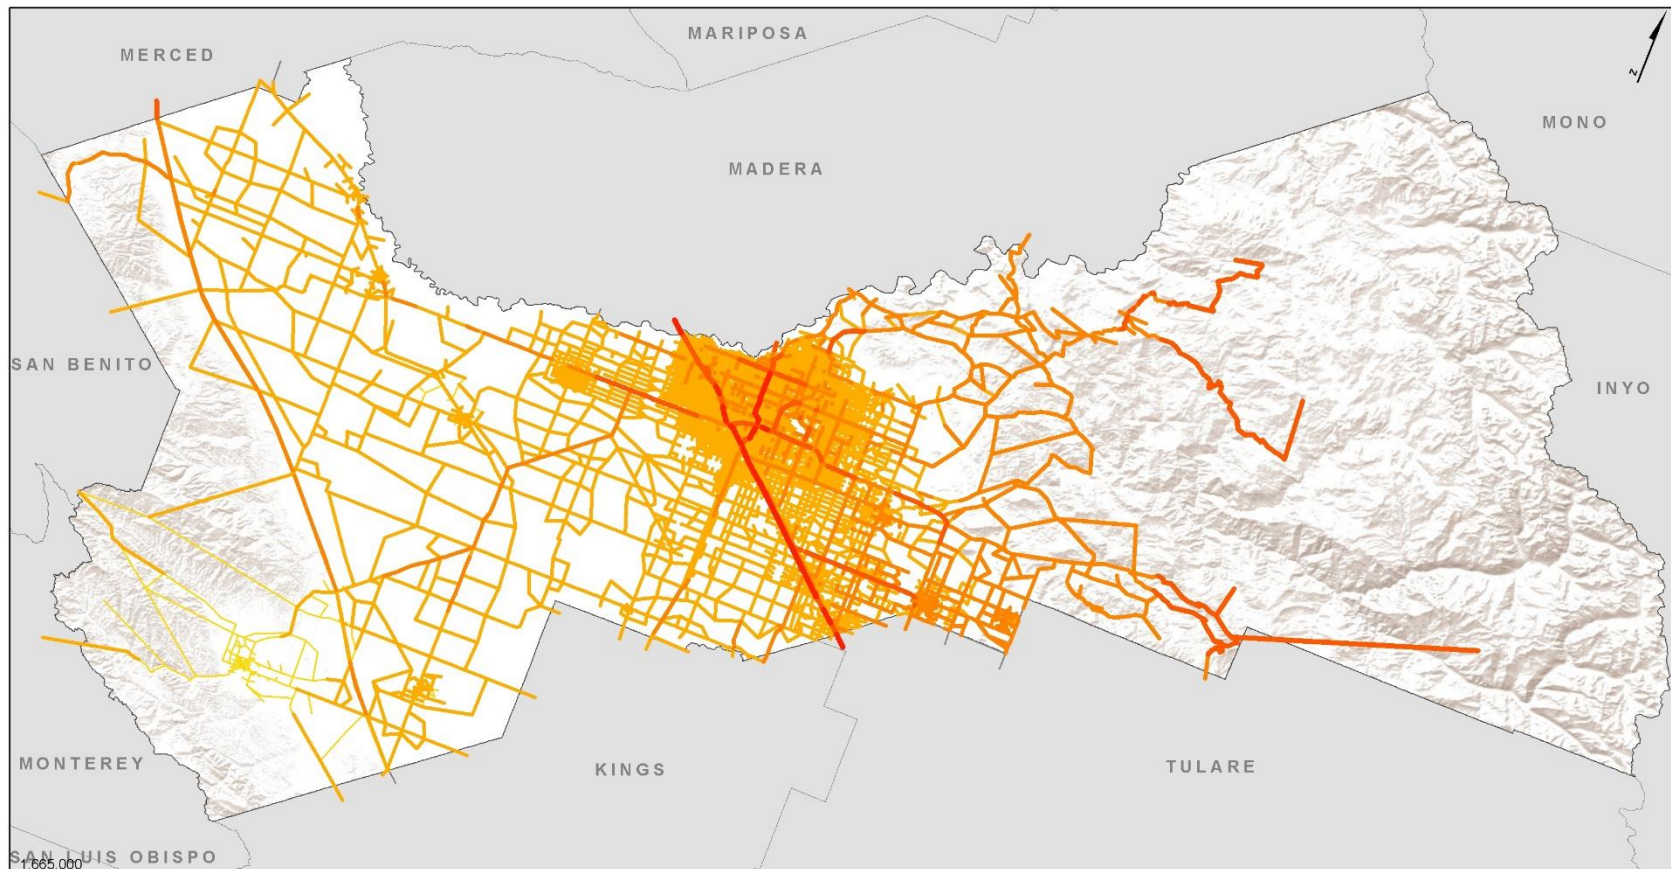 MARIPOSA
MERCED
Z
MONO
MADERA
SAN BENITO
INYO
MONTEREY
KINGS
TULARE
SAN LUIS OBISPO
1:665,000